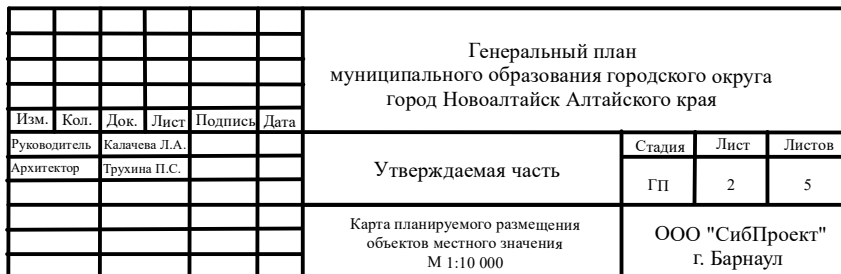 Генеральный план
муниципального образования городского округа
город Новоалтайск Алтайского края
Изм. Кол. Док. Лист Подпись Дата
Руководитель Калачева Л.А.
Архитектор Трухина П.С.
Утверждаемая часть
Стадия Лист Листов
ГП 2 5
Карта планируемого размещения
объектов местного значения
М 1:10 000
ООО "СибПроект"
г. Барнаул